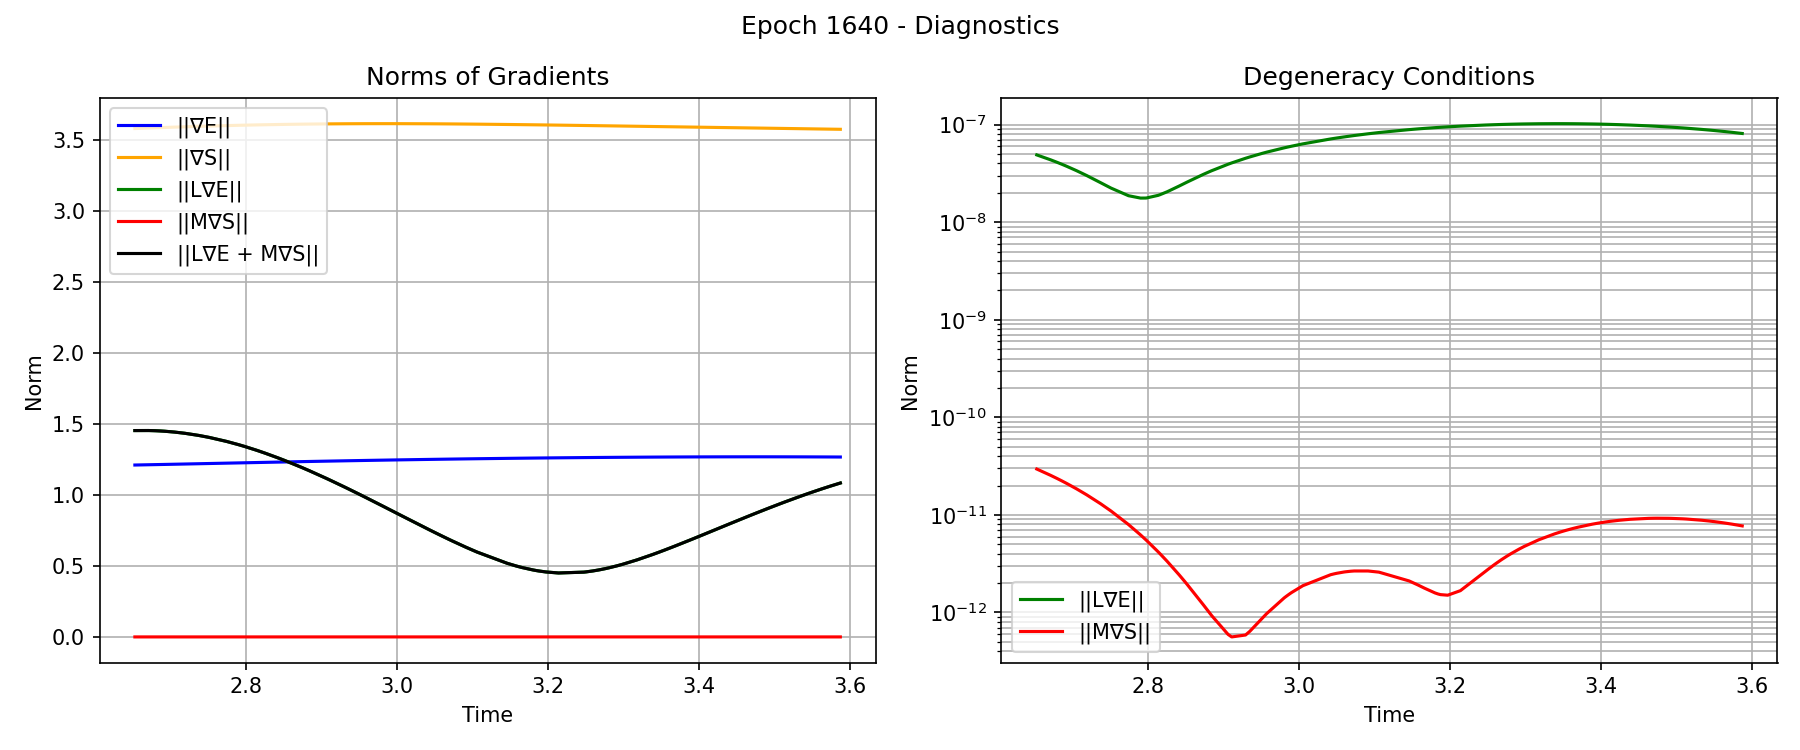 Epoch 1640 - Diagnostics
Norms of Gradients
Norm
3.5
3.0
2.5
2.0
1.5
1.0
0.5
0.0
||∇E||
||∇S||
||L∇E||
||M∇S||
||L∇E + M∇S||
2.8
3.0
3.2
3.4
3.6
Time
Degeneracy Conditions
Norm
10⁻⁷
10⁻⁸
10⁻⁹
10⁻¹⁰
10⁻¹¹
10⁻¹²
||L∇E||
||M∇S||
2.8
3.0
3.2
3.4
3.6
Time